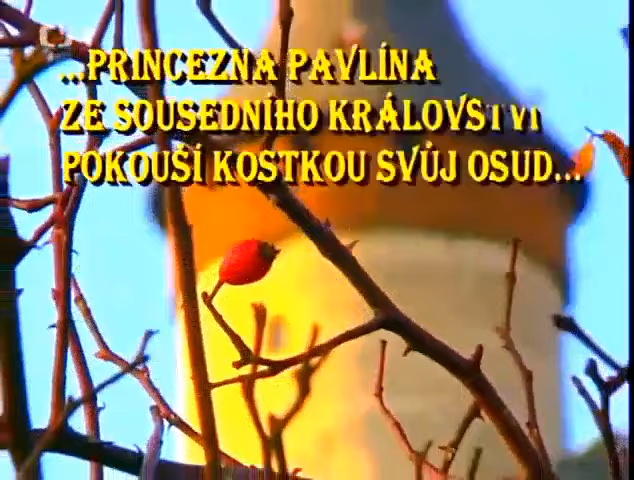 ...PRINCEZNA PAVLÍNA
ZE SOUSEDNÍHO KRÁLOVSTVÍ
POKOUŠÍ KOSTKOU SVŮJ OSUD...